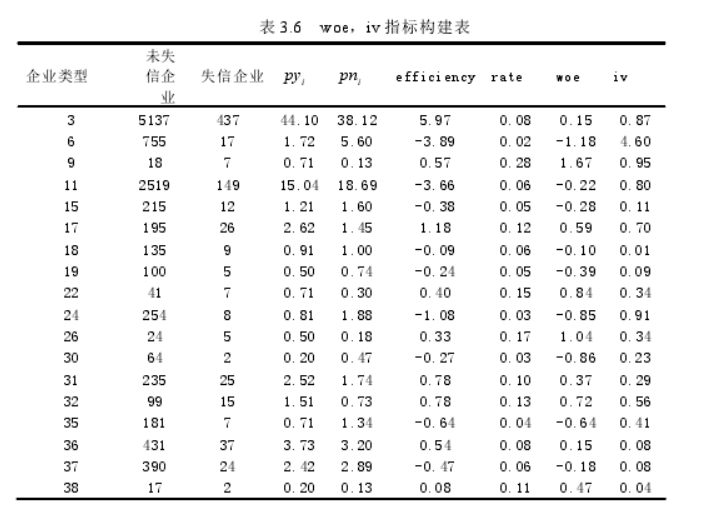 表 3.6 woe，iv 指标构建表
企业类型 未失信企业 失信企业 py_i pn_i efficiency rate woe iv
3 5137 437 44.10 38.12 5.97 0.08 0.15 0.87
6 755 17 1.72 5.60 -3.89 0.02 -1.18 4.60
9 18 7 0.71 0.13 0.57 0.28 1.67 0.95
11 2519 149 15.04 18.69 -3.66 0.06 -0.22 0.80
15 215 12 1.21 1.60 -0.38 0.05 -0.28 0.11
17 195 26 2.62 1.45 1.18 0.12 0.59 0.70
18 135 9 0.91 1.00 -0.09 0.06 -0.10 0.01
19 100 5 0.50 0.74 -0.24 0.05 -0.39 0.09
22 41 7 0.71 0.30 0.40 0.15 0.84 0.34
24 254 8 0.81 1.88 -1.08 0.03 -0.85 0.91
26 24 5 0.50 0.18 0.33 0.17 1.04 0.34
30 64 2 0.20 0.47 -0.27 0.03 -0.86 0.23
31 235 25 2.52 1.74 0.78 0.10 0.37 0.29
32 99 15 1.51 0.73 0.78 0.13 0.72 0.56
35 181 7 0.71 1.34 -0.64 0.04 -0.64 0.41
36 431 37 3.73 3.20 0.54 0.08 0.15 0.08
37 390 24 2.42 2.89 -0.47 0.06 -0.18 0.08
38 17 2 0.20 0.13 0.08 0.11 0.47 0.04